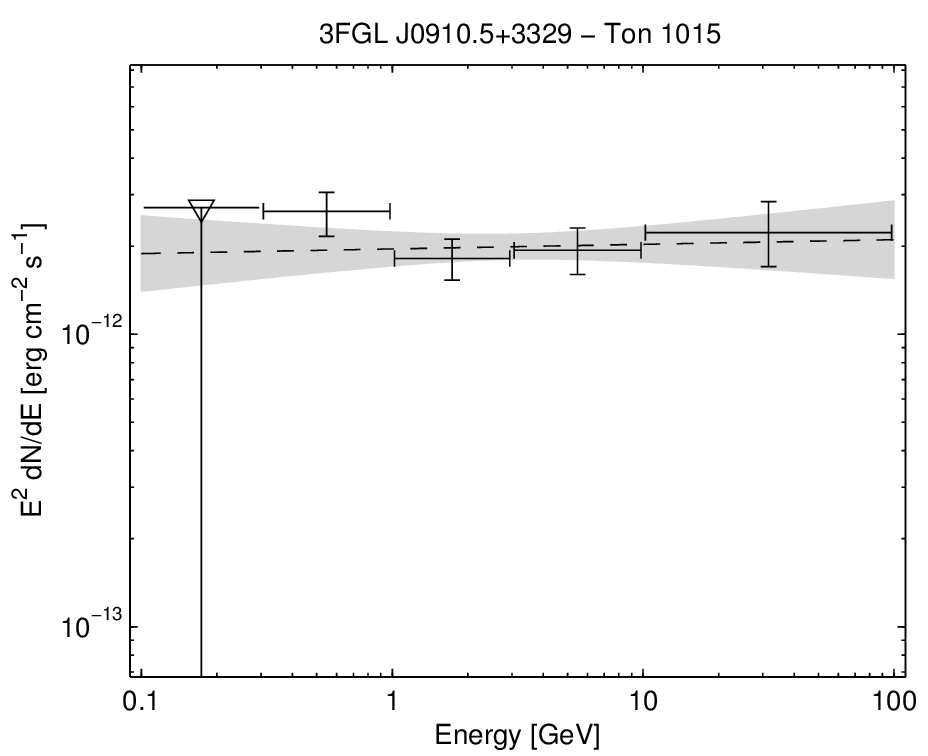 3FGL J0910.5+3329 − Ton 1015
E² dN/dE [erg cm⁻² s⁻¹]
10⁻¹²
10⁻¹³
0.1 1 10 100
Energy [GeV]